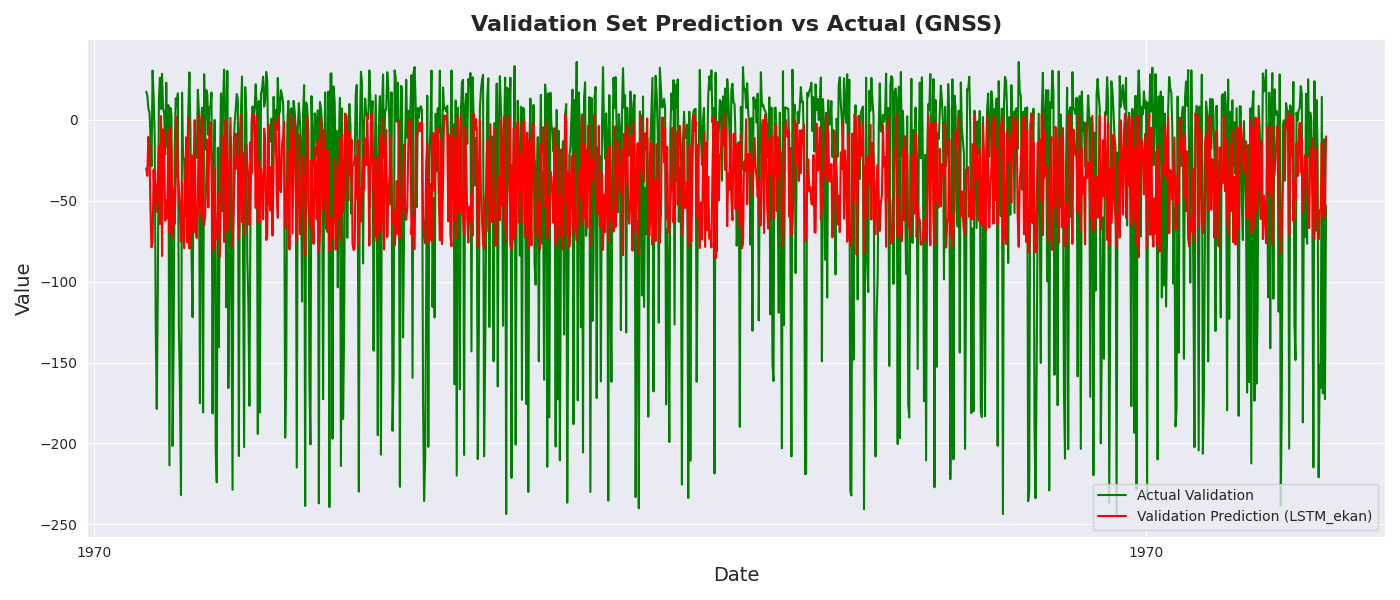 Validation Set Prediction vs Actual (GNSS)
Value
0
−50
−100
−150
−200
−250
Actual Validation
Validation Prediction (LSTM_ekan)
1970
1970
Date